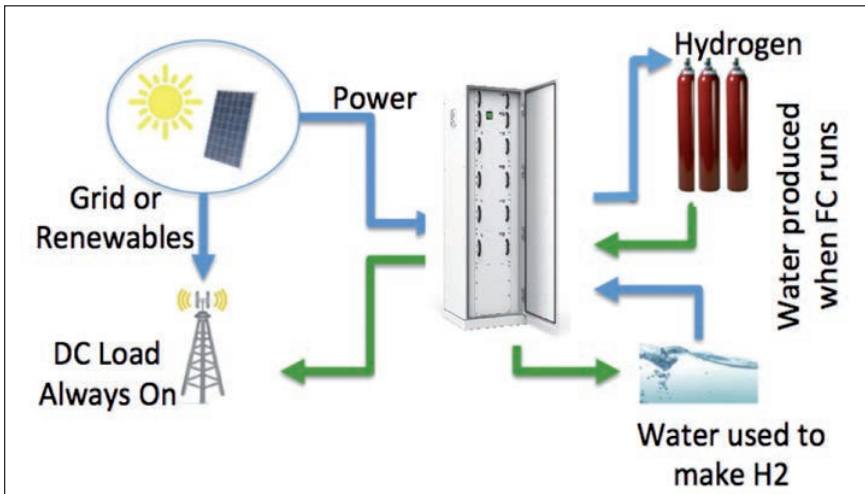 Hydrogen
Power
Grid or
Renewables
Water produced
when FC runs
DC Load
Always On
Water used to
make H2